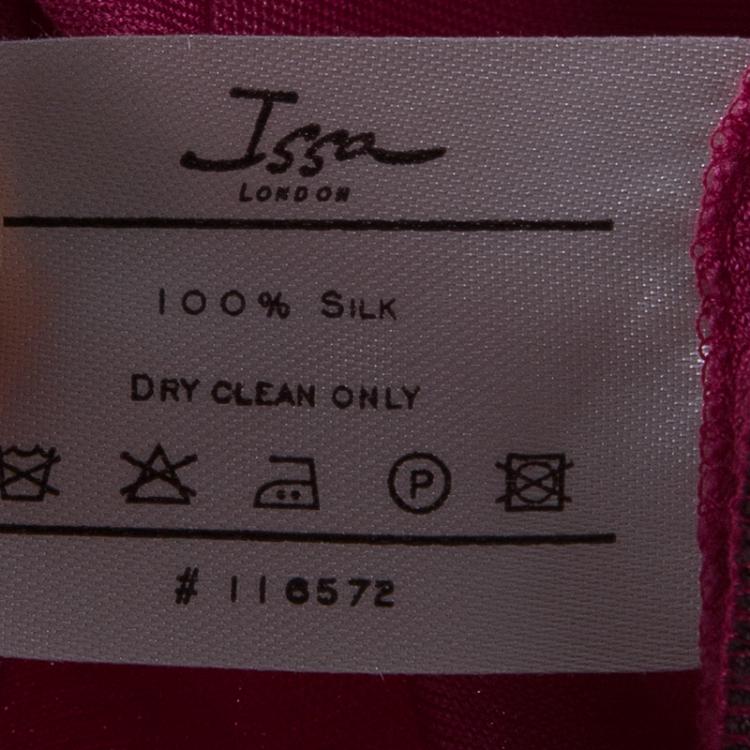 Issa
LONDON
100% SILK
DRY CLEAN ONLY
P
# 116572